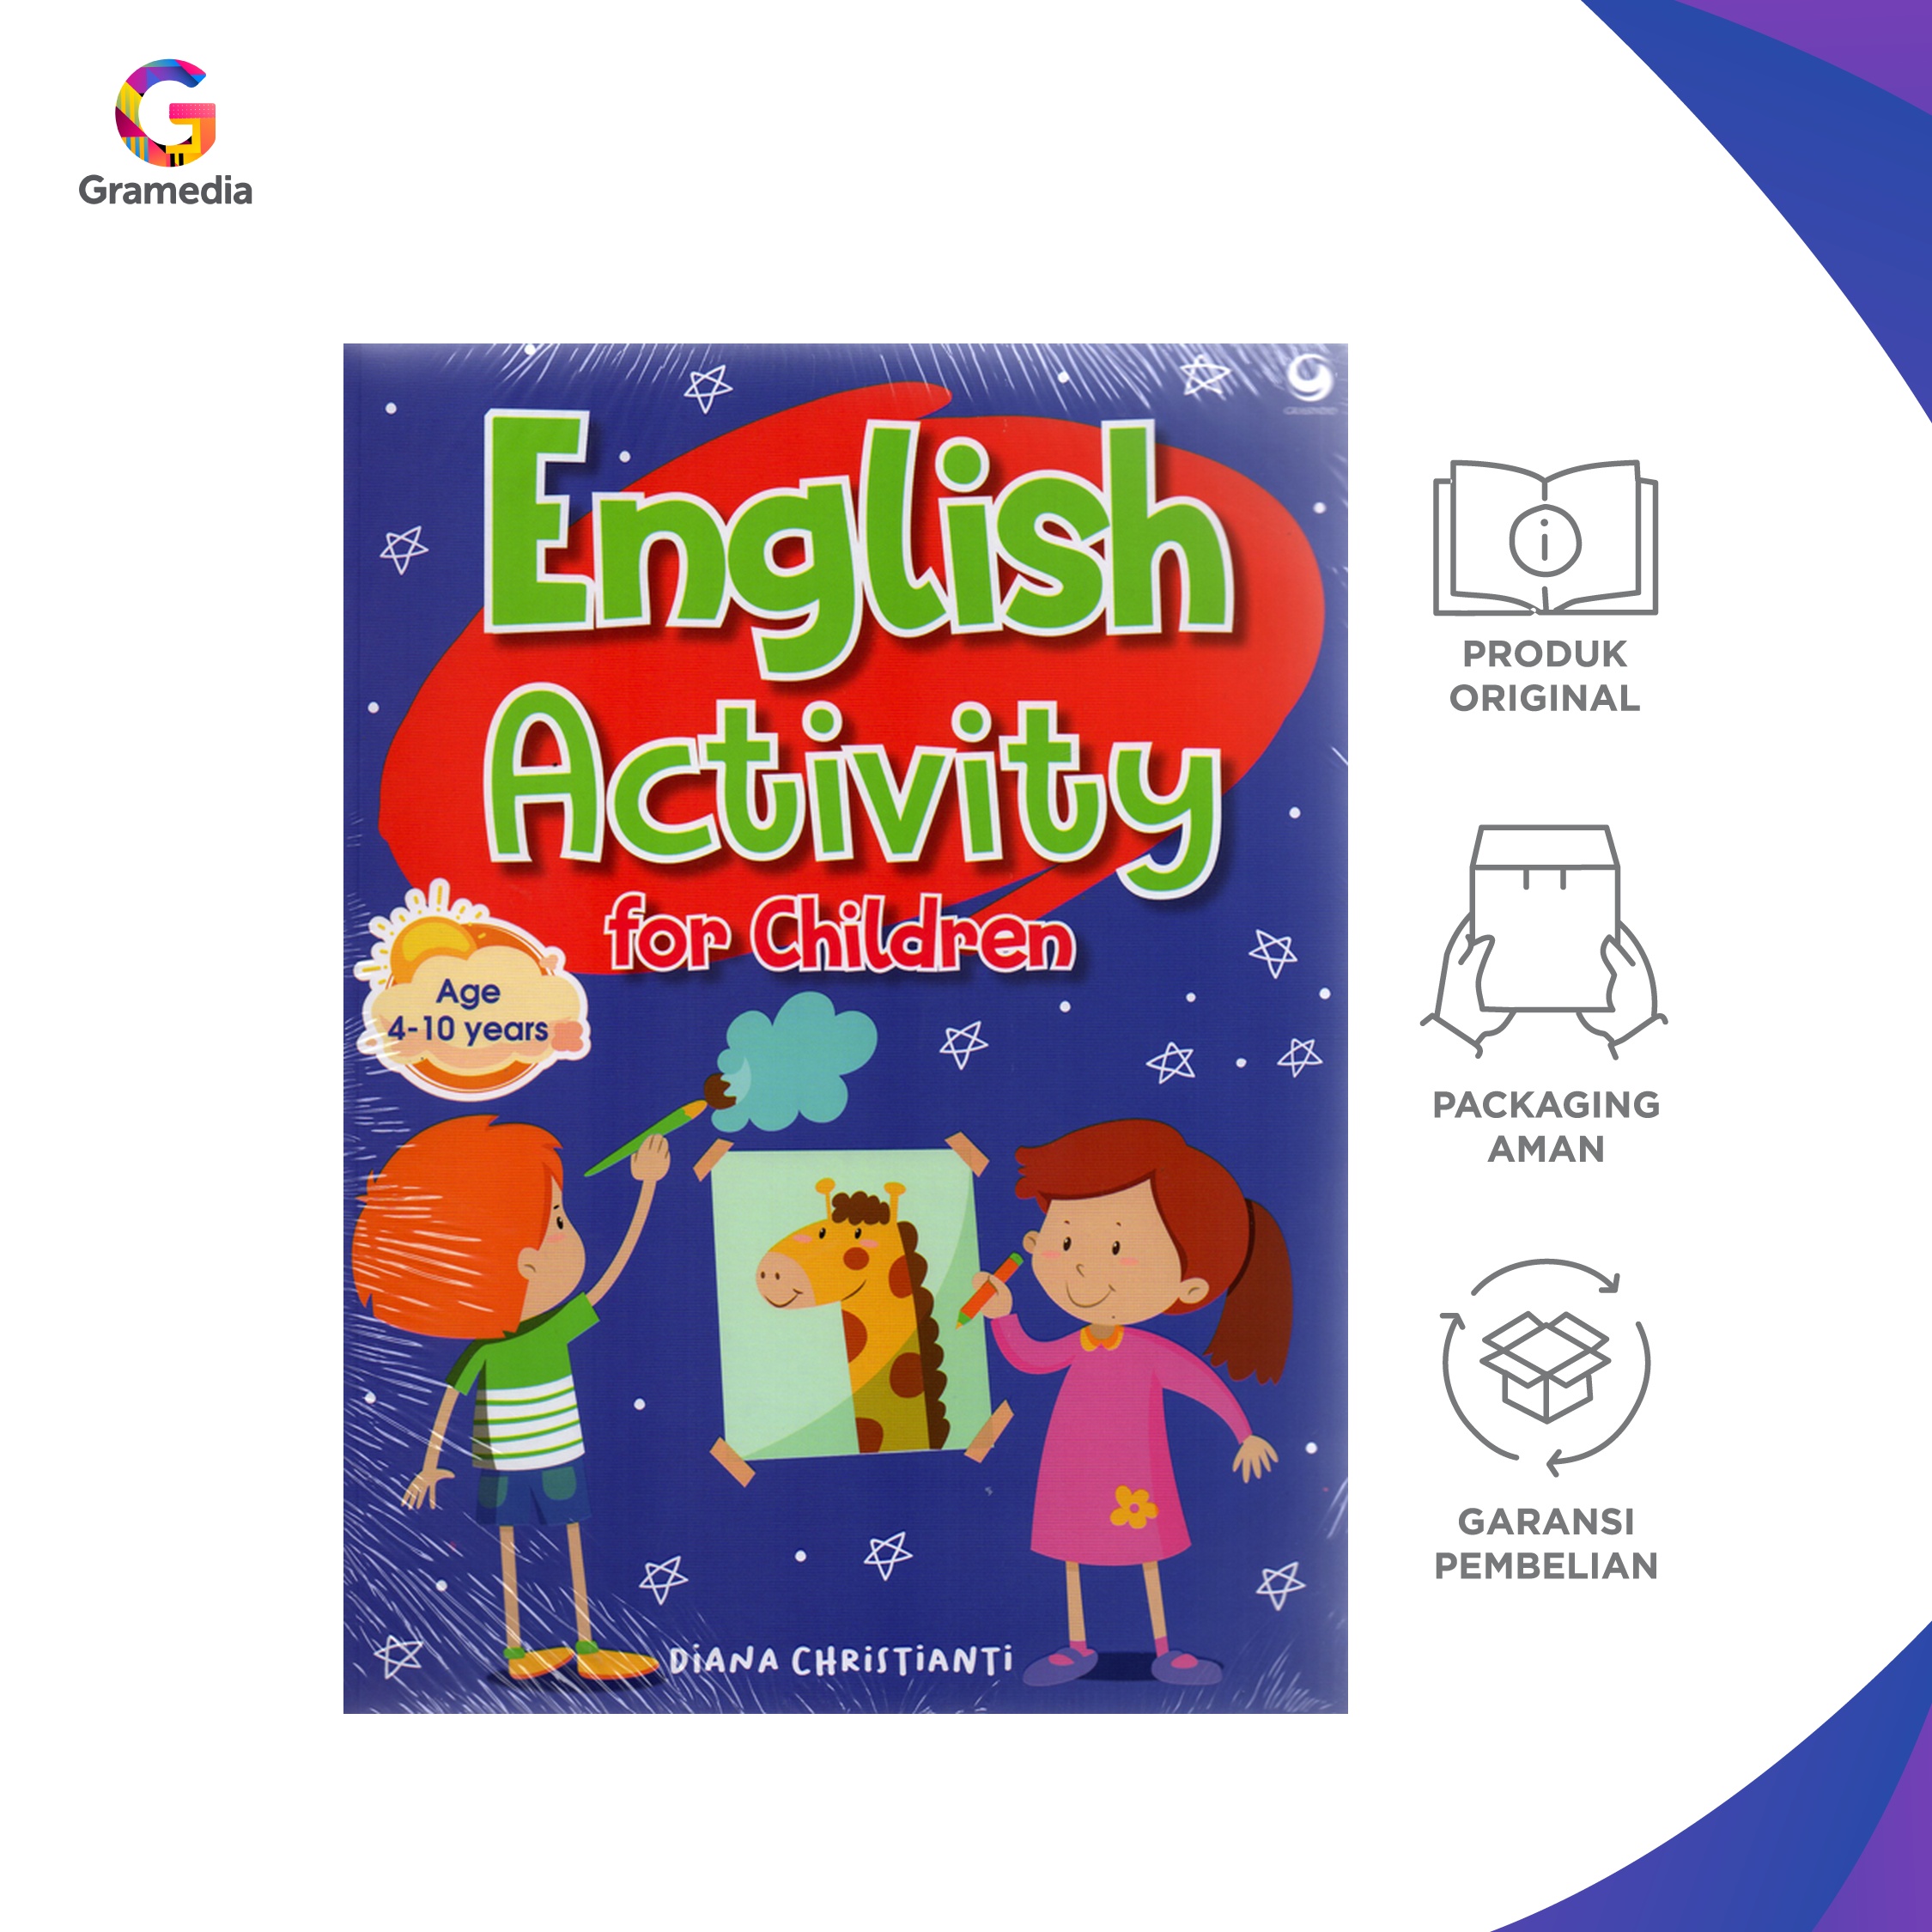 Gramedia
English
Activity
for Children
Age
4-10 years
DIANA CHRISTIANTI
PRODUK
ORIGINAL
PACKAGING
AMAN
GARANSI
PEMBELIAN